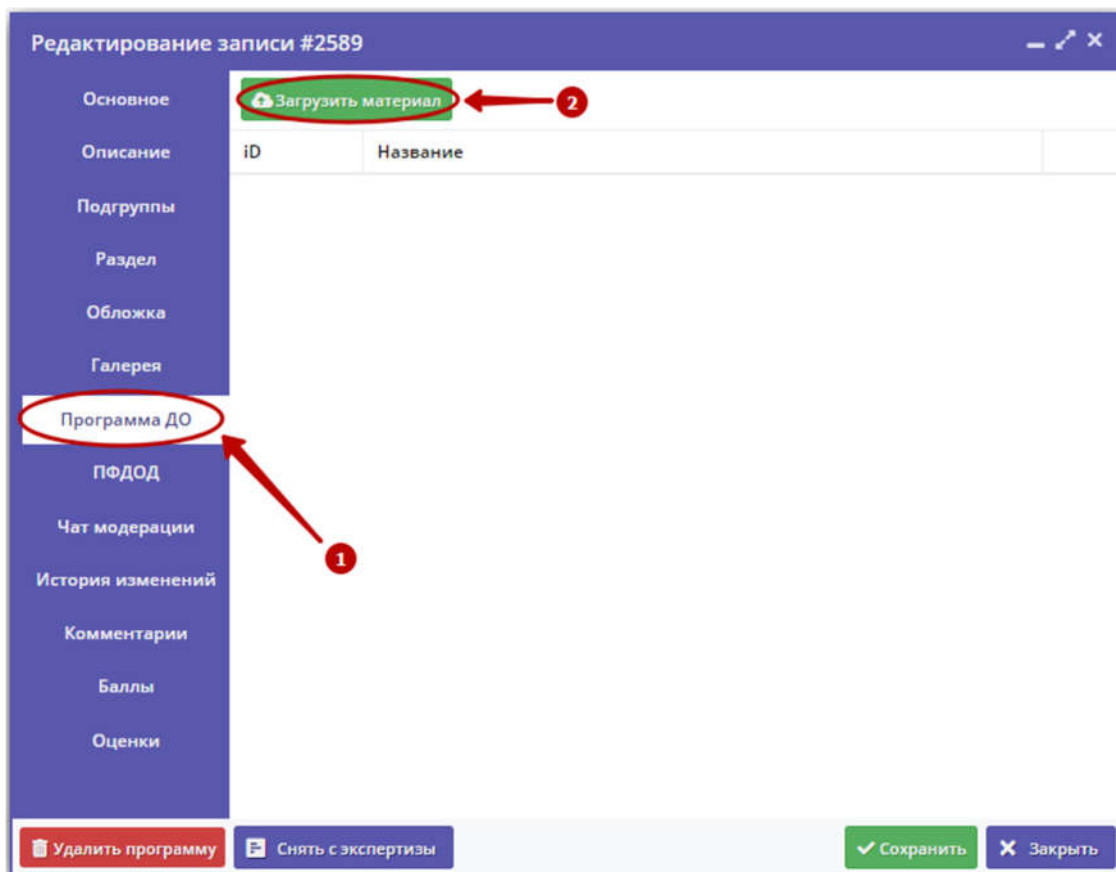 Редактирование записи #2589
Основное
Загрузить материал
2
Описание
iD
Название
Подгруппы
Раздел
Обложка
Галерея
Программа ДО
ПФДОД
Чат модерации
1
История изменений
Комментарии
Баллы
Оценки
Удалить программу
Снять с экспертизы
Сохранить
Закрыть